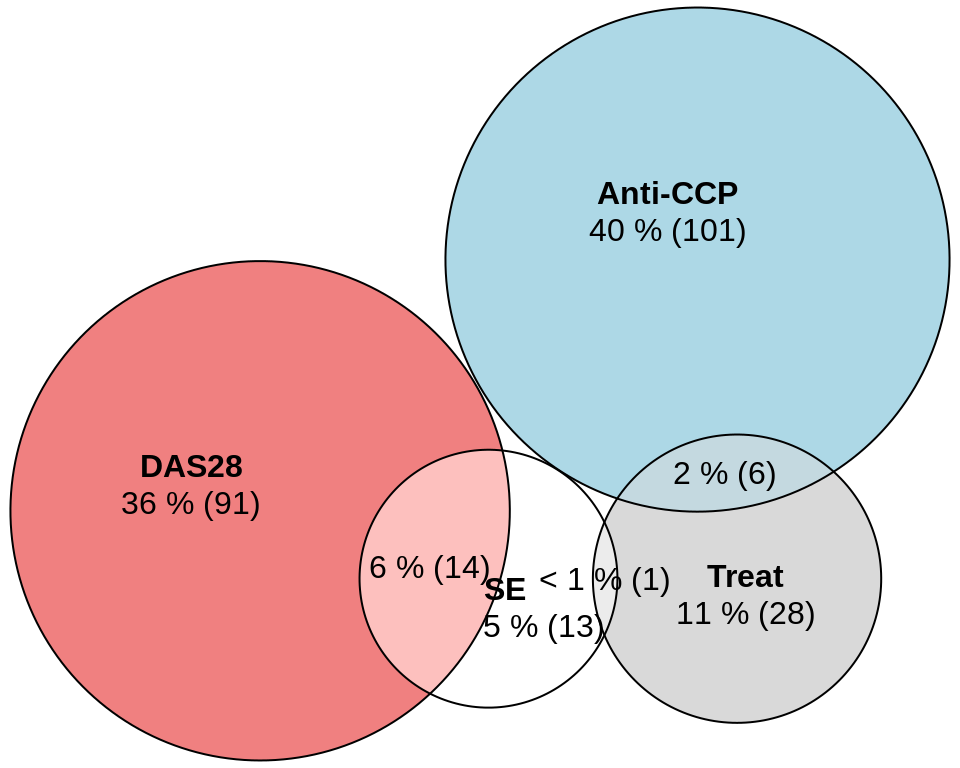 Anti-CCP
40 % (101)
DAS28
36 % (91)
2 % (6)
6 % (14)
SE
5 % (13)
< 1 % (1)
Treat
11 % (28)